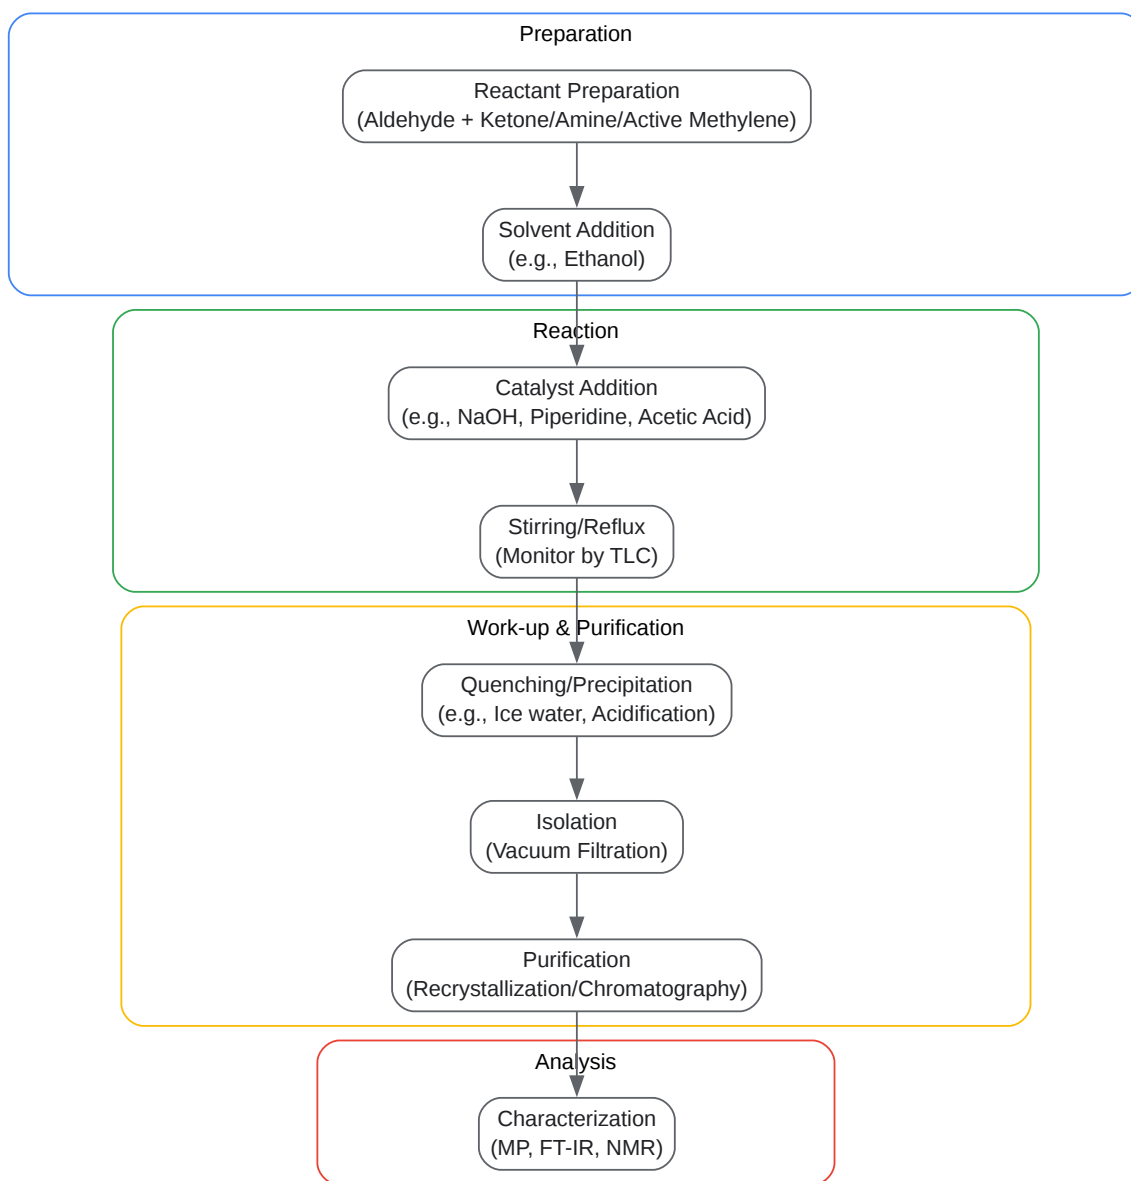 Preparation
Reactant Preparation
(Aldehyde + Ketone/Amine/Active Methylene)
Solvent Addition
(e.g., Ethanol)
Reaction
Catalyst Addition
(e.g., NaOH, Piperidine, Acetic Acid)
Stirring/Reflux
(Monitor by TLC)
Work-up & Purification
Quenching/Precipitation
(e.g., Ice water, Acidification)
Isolation
(Vacuum Filtration)
Purification
(Recrystallization/Chromatography)
Analysis
Characterization
(MP, FT-IR, NMR)